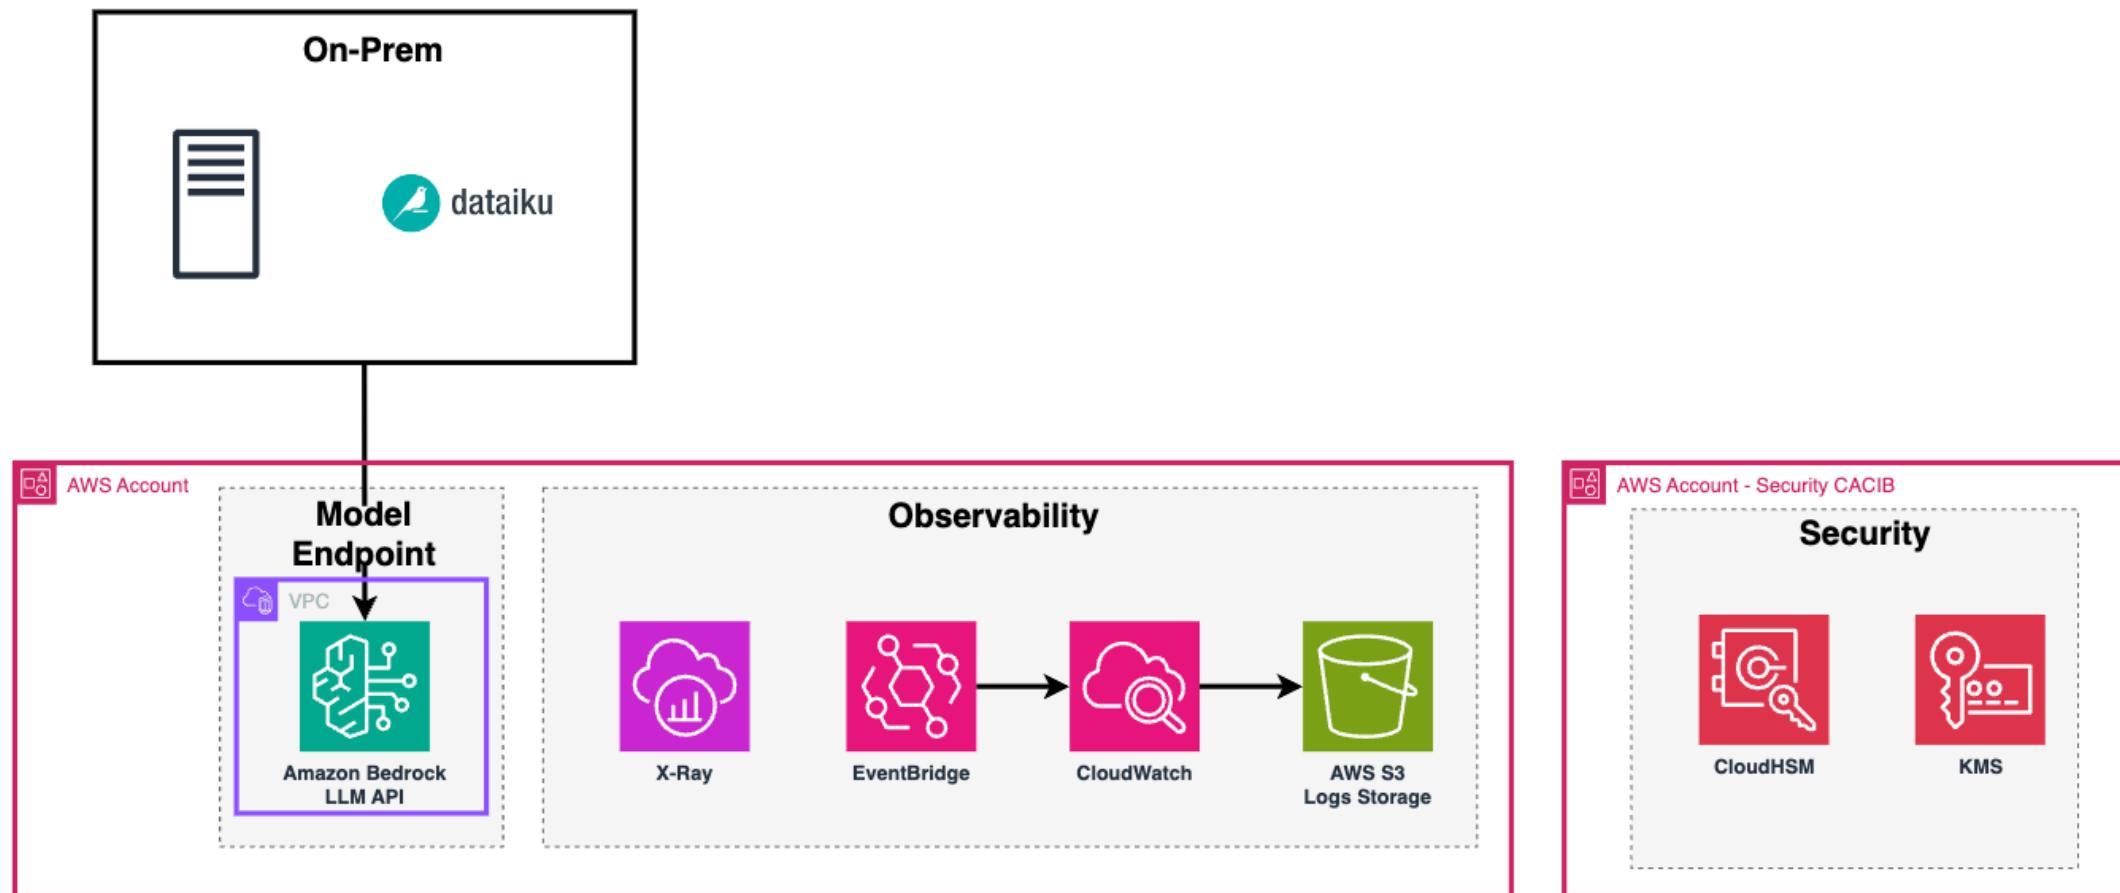 On-Prem
dataiku
AWS Account
Model
Endpoint
VPC
Amazon Bedrock
LLM API
Observability
X-Ray
EventBridge
CloudWatch
AWS S3
Logs Storage
AWS Account - Security CACIB
Security
CloudHSM
KMS